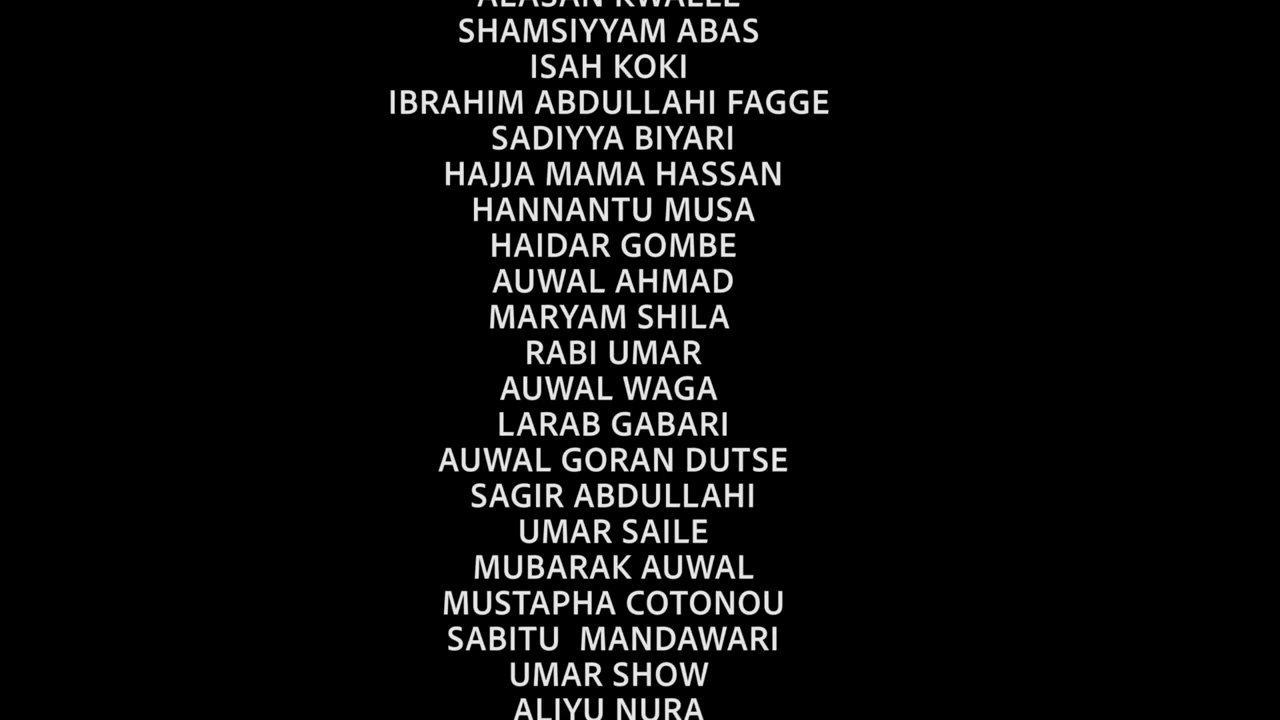 SHAMSIYYAM ABAS
ISAH KOKI
IBRAHIM ABDULLAHI FAGGE
SADIYYA BIYARI
HAJJA MAMA HASSAN
HANNANTU MUSA
HAIDAR GOMBE
AUWAL AHMAD
MARYAM SHILA
RABI UMAR
AUWAL WAGA
LARAB GABARI
AUWAL GORAN DUTSE
SAGIR ABDULLAHI
UMAR SAILE
MUBARAK AUWAL
MUSTAPHA COTONOU
SABITU  MANDAWARI
UMAR SHOW
ALIYU NURA